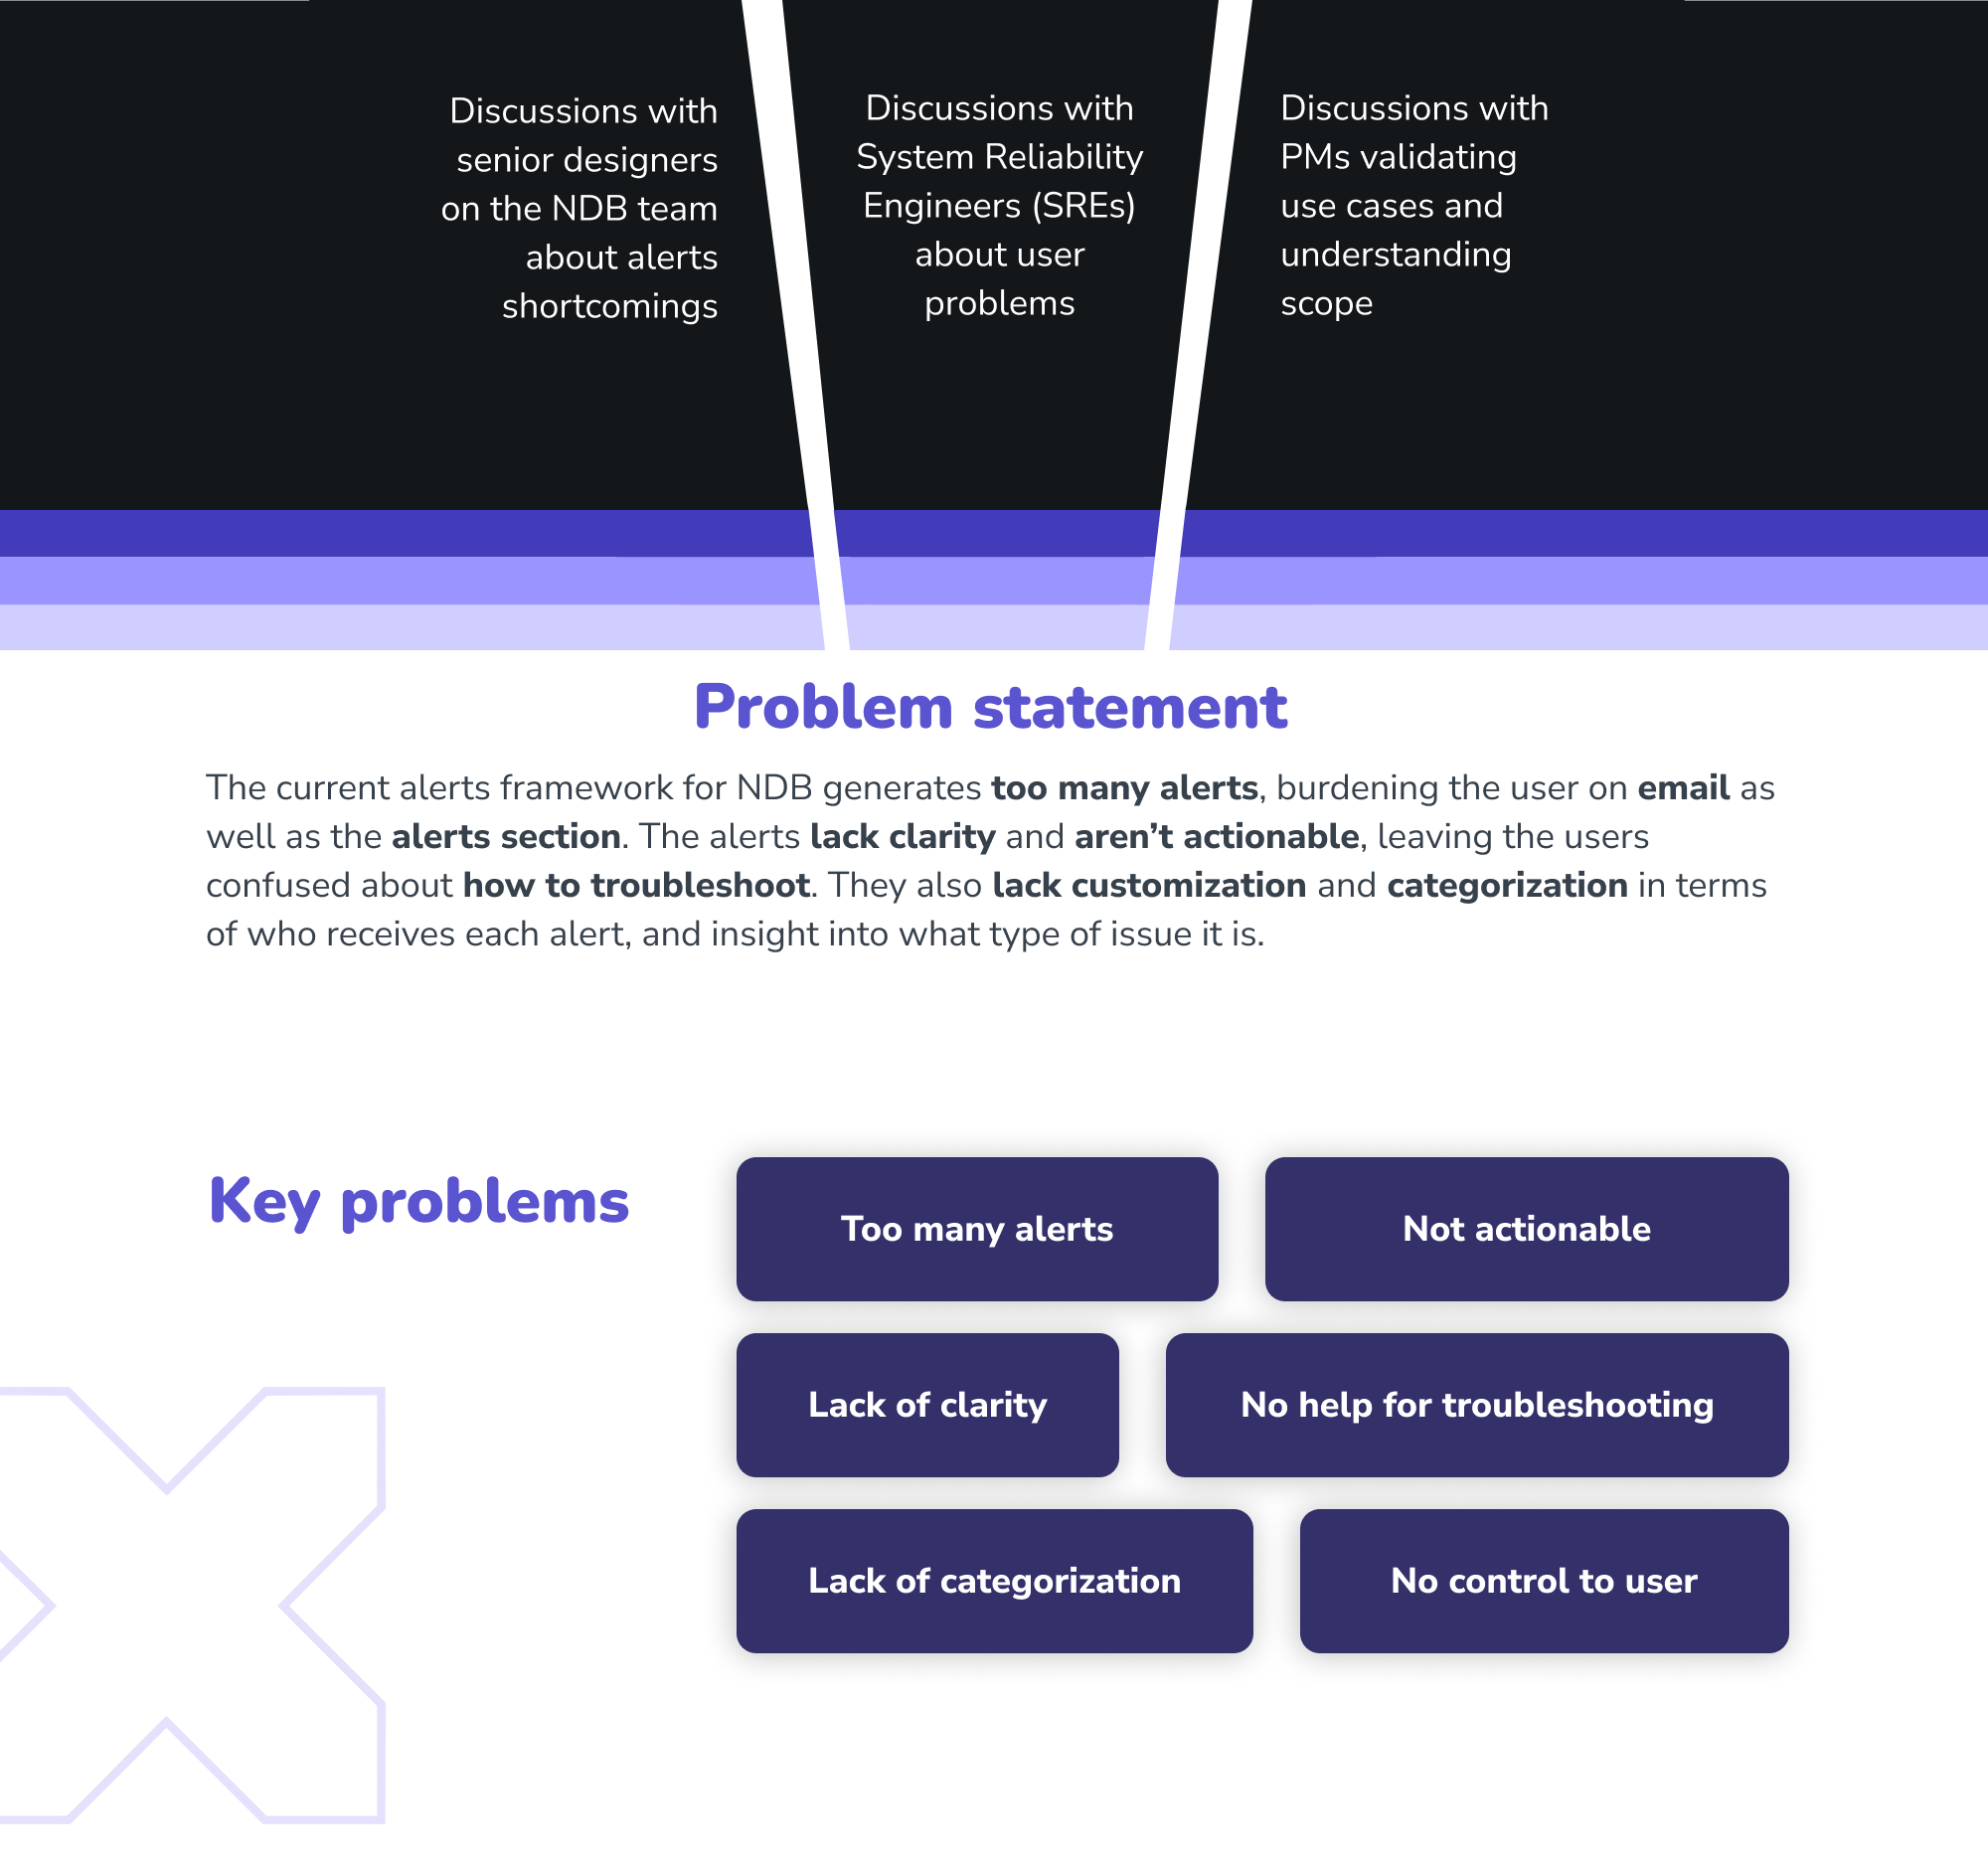 Discussions with
senior designers
on the NDB team
about alerts
shortcomings
Discussions with
System Reliability
Engineers (SREs)
about user
problems
Discussions with
PMs validating
use cases and
understanding
scope
Problem statement
The current alerts framework for NDB generates too many alerts, burdening the user on email as
well as the alerts section. The alerts lack clarity and aren’t actionable, leaving the users
confused about how to troubleshoot. They also lack customization and categorization in terms
of who receives each alert, and insight into what type of issue it is.
Key problems
Too many alerts
Not actionable
Lack of clarity
No help for troubleshooting
Lack of categorization
No control to user